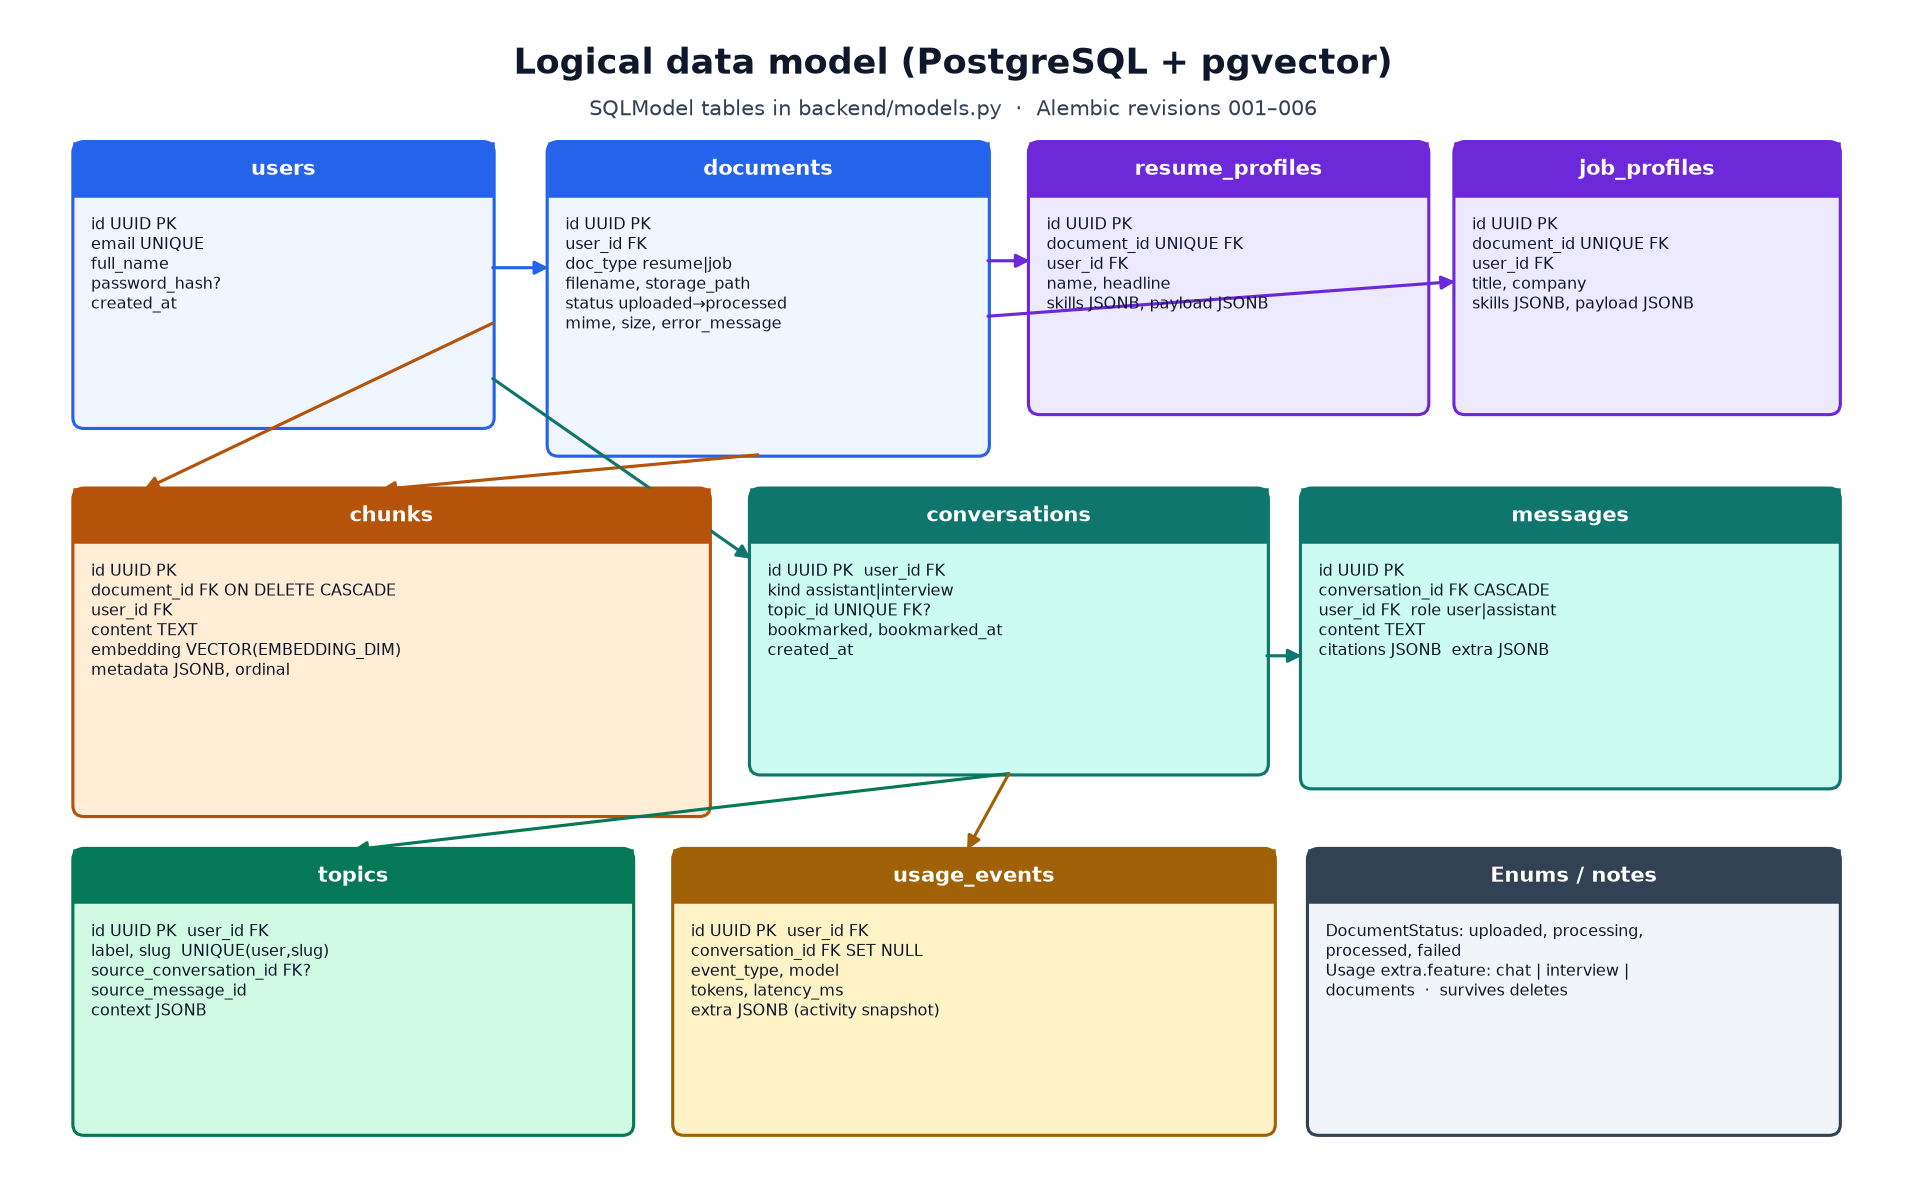 Logical data model (PostgreSQL + pgvector)
SQLModel tables in backend/models.py  ·  Alembic revisions 001–006
users
id UUID PK
email UNIQUE
full_name
password_hash?
created_at
documents
id UUID PK
user_id FK
doc_type resume|job
filename, storage_path
status uploaded→processed
mime, size, error_message
resume_profiles
id UUID PK
document_id UNIQUE FK
user_id FK
name, headline
skills JSONB, payload JSONB
job_profiles
id UUID PK
document_id UNIQUE FK
user_id FK
title, company
skills JSONB, payload JSONB
chunks
id UUID PK
document_id FK ON DELETE CASCADE
user_id FK
content TEXT
embedding VECTOR(EMBEDDING_DIM)
metadata JSONB, ordinal
conversations
id UUID PK  user_id FK
kind assistant|interview
topic_id UNIQUE FK?
bookmarked, bookmarked_at
created_at
messages
id UUID PK
conversation_id FK CASCADE
user_id FK  role user|assistant
content TEXT
citations JSONB  extra JSONB
topics
id UUID PK  user_id FK
label, slug  UNIQUE(user,slug)
source_conversation_id FK?
source_message_id
context JSONB
usage_events
id UUID PK  user_id FK
conversation_id FK SET NULL
event_type, model
tokens, latency_ms
extra JSONB (activity snapshot)
Enums / notes
DocumentStatus: uploaded, processing,
processed, failed
Usage extra.feature: chat | interview |
documents  ·  survives deletes